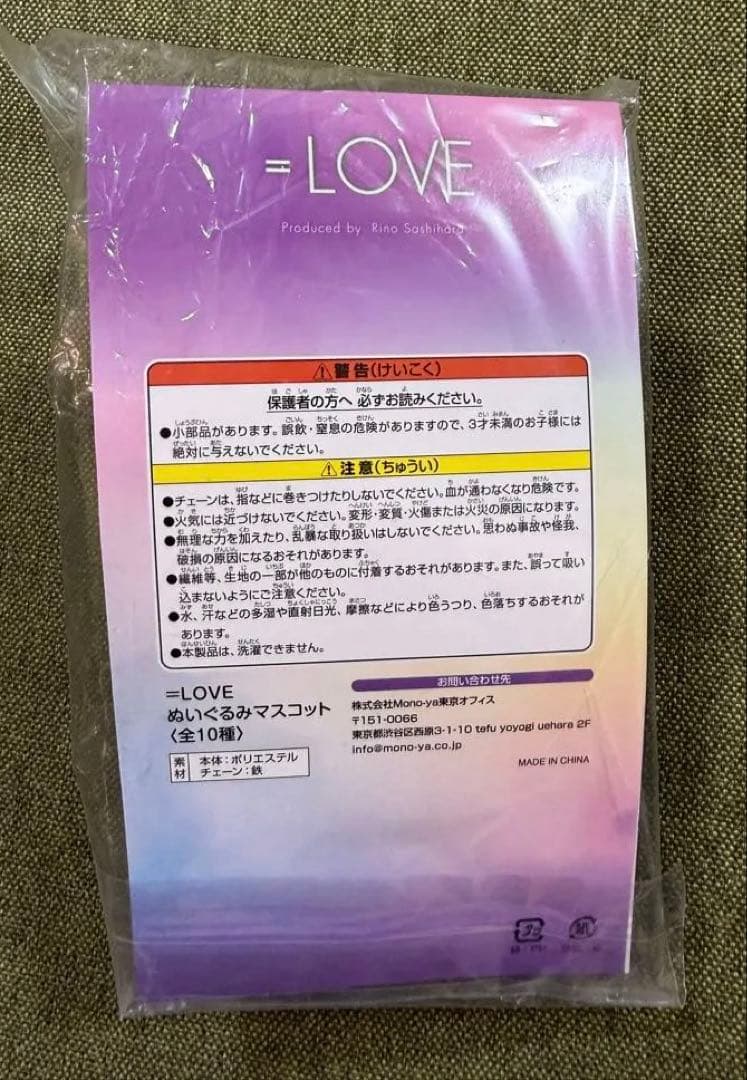 =LOVE
Produced by Rino Sashihara
⚠警告(けいこく)
保護者の方へ 必ずお読みください。
●小部品があります。誤飲・窒息の危険がありますので、3才未満のお子様には
絶対に与えないでください。
⚠注意(ちゅうい)
●チェーンは、指などに巻きつけたりしないでください。血が通わなくなり危険です。
●火気には近づけないでください。変形・変質・火傷または火災の原因になります。
●無理な力を加えたり、乱暴な取り扱いはしないでください。思わぬ事故や怪我、
破損の原因になるおそれがあります。
●繊維等、生地の一部が他のものに付着するおそれがあります。また、誤って吸い
込まないようにご注意ください。
●水、汗などの多湿や直射日光、摩擦などにより色うつり、色落ちするおそれが
あります。
●本製品は、洗濯できません。
=LOVE
ぬいぐるみマスコット
〈全10種〉
素材
本体:ポリエステル
チェーン:鉄
お問い合わせ先
株式会社Mono-ya東京オフィス
〒151-0066
東京都渋谷区西原3-1-10 tefu yoyogi uehara 2F
info@mono-ya.co.jp
MADE IN CHINA
プラ
紙